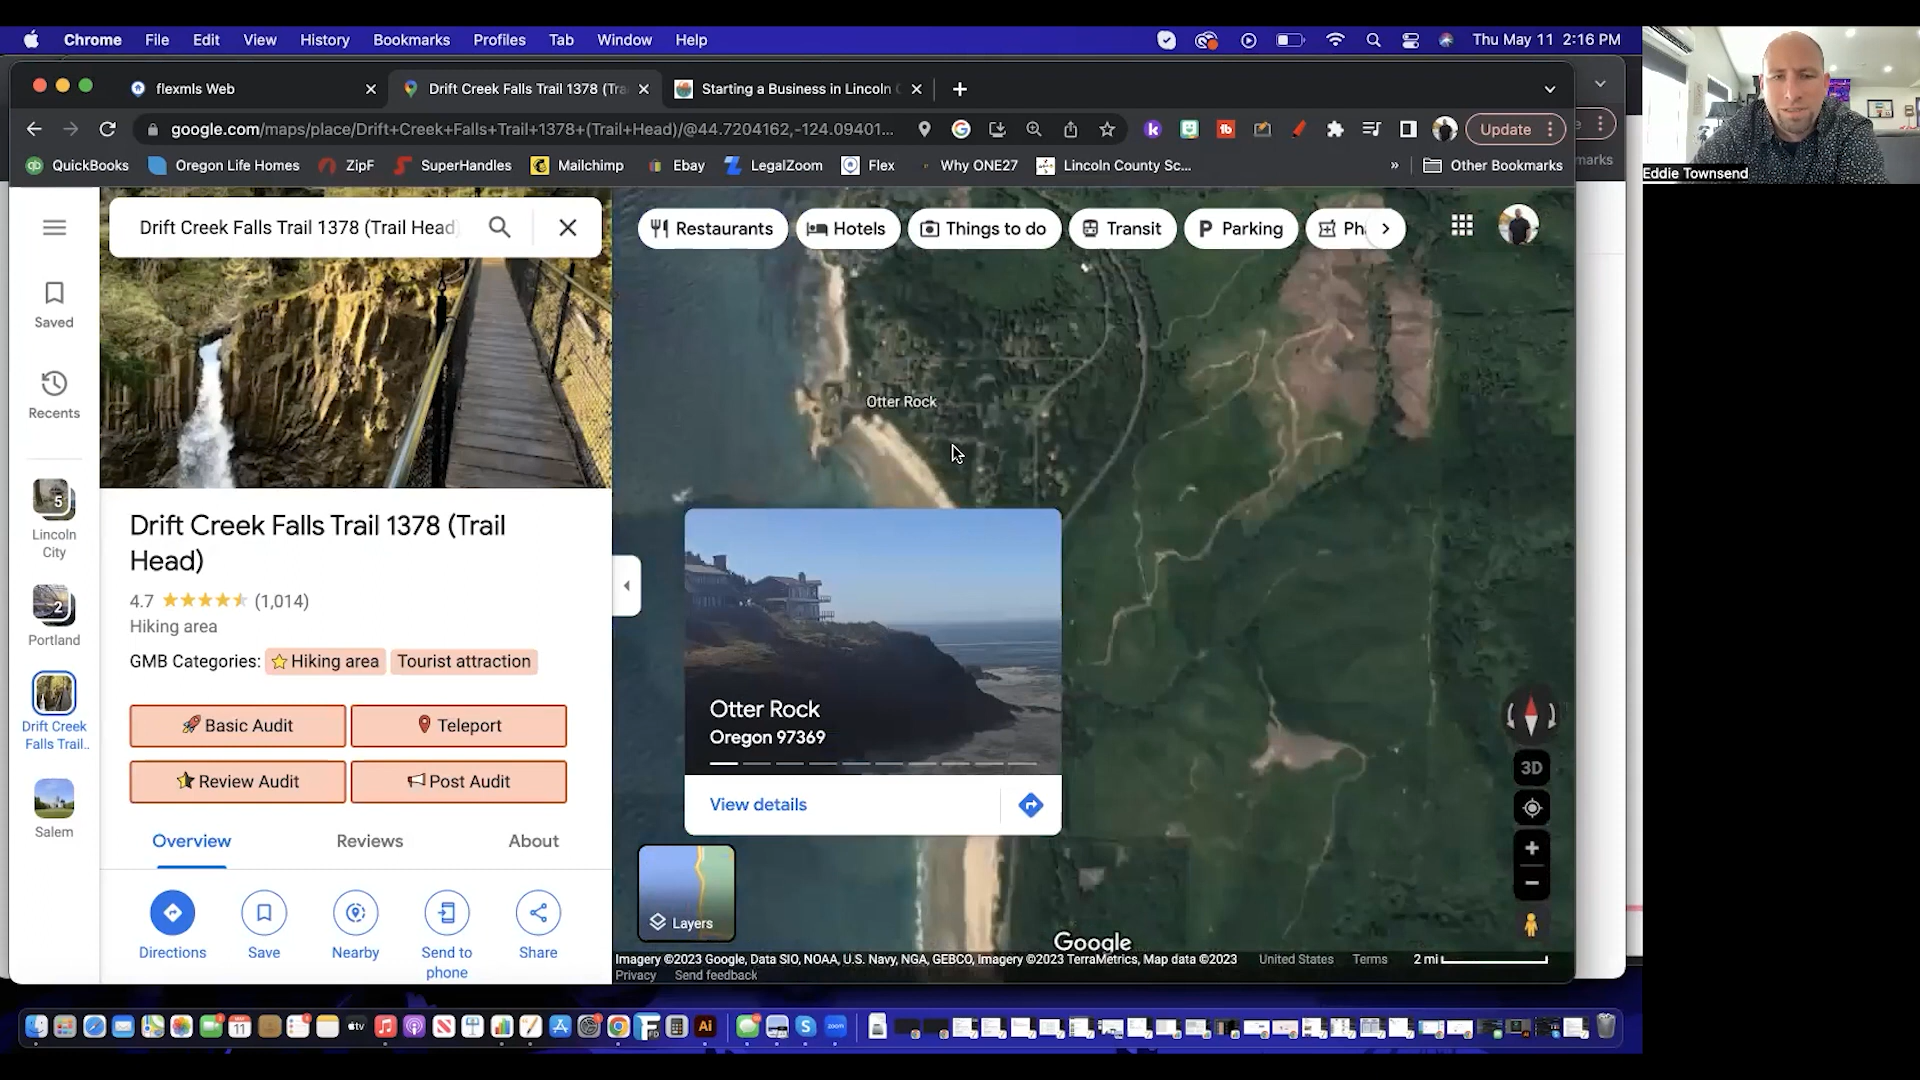 Chrome File Edit View History Bookmarks Profiles Tab Window Help
Thu May 11 2:16 PM
flexmls Web
Drift Creek Falls Trail 1378 (Tra
Starting a Business in Lincoln
google.com/maps/place/Drift+Creek+Falls+Trail+1378+(Trail+Head)/@44.7204162,-124.09401...
Update
QuickBooks
Oregon Life Homes
ZipF
SuperHandles
Mailchimp
Ebay
LegalZoom
Flex
Why ONE27
Lincoln County Sc...
»
Other Bookmarks
marks
Eddie Townsend
Drift Creek Falls Trail 1378 (Trail Head)
Restaurants
Hotels
Things to do
Transit
Parking
Ph
Saved
Recents
5
Lincoln
City
2
Portland
Drift Creek
Falls Trail..
Salem
Drift Creek Falls Trail 1378 (Trail
Head)
4.7 (1,014)
Hiking area
GMB Categories: Hiking area Tourist attraction
Basic Audit
Teleport
Review Audit
Post Audit
Overview
Reviews
About
Directions
Save
Nearby
Send to
phone
Share
Otter Rock
Otter Rock
Oregon 97369
View details
Layers
3D
Google
Imagery ©2023 Google, Data SIO, NOAA, U.S. Navy, NGA, GEBCO, Imagery ©2023 TerraMetrics, Map data ©2023
United States
Terms
2 mi
Privacy
Send feedback